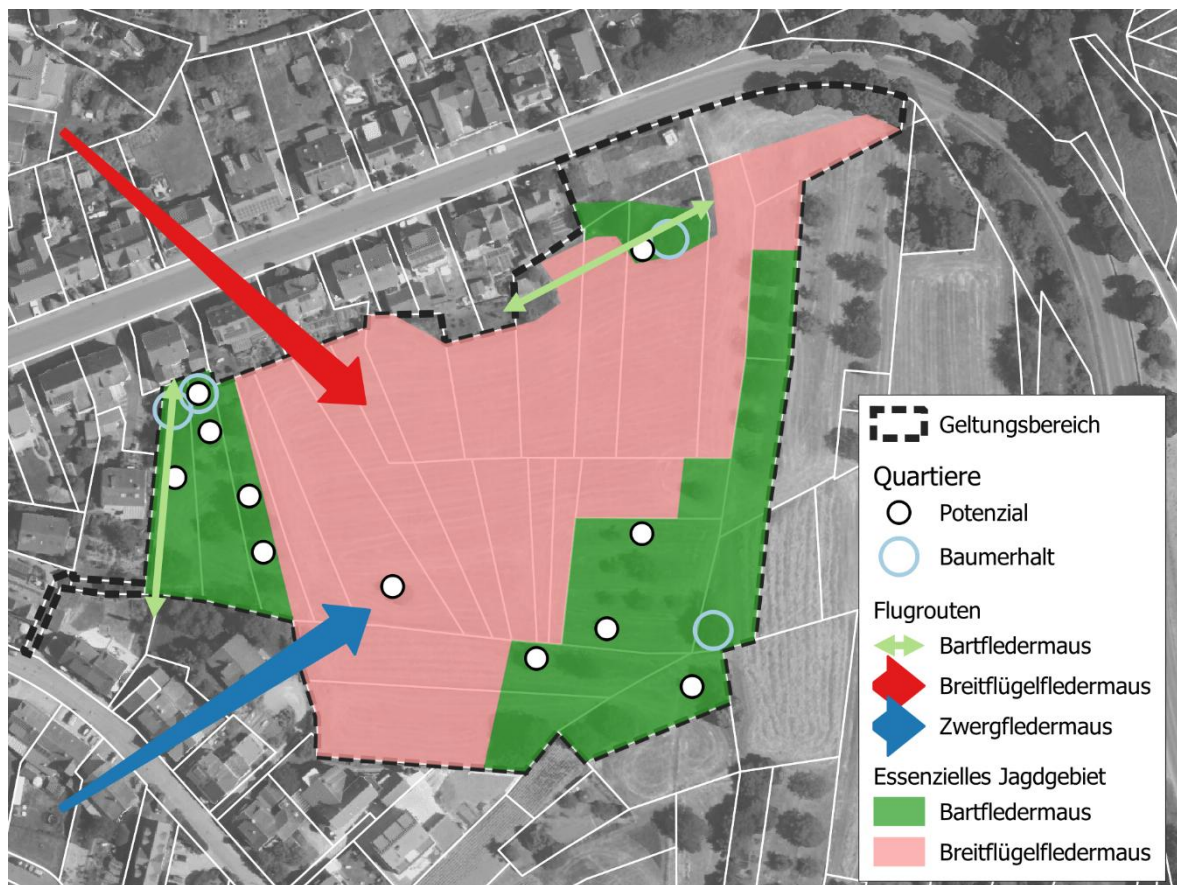 Geltungsbereich
Quartiere
Potenzial
Baumerhalt
Flugrouten
Bartfledermaus
Breitflügelfledermaus
Zwergfledermaus
Essenzielles Jagdgebiet
Bartfledermaus
Breitflügelfledermaus